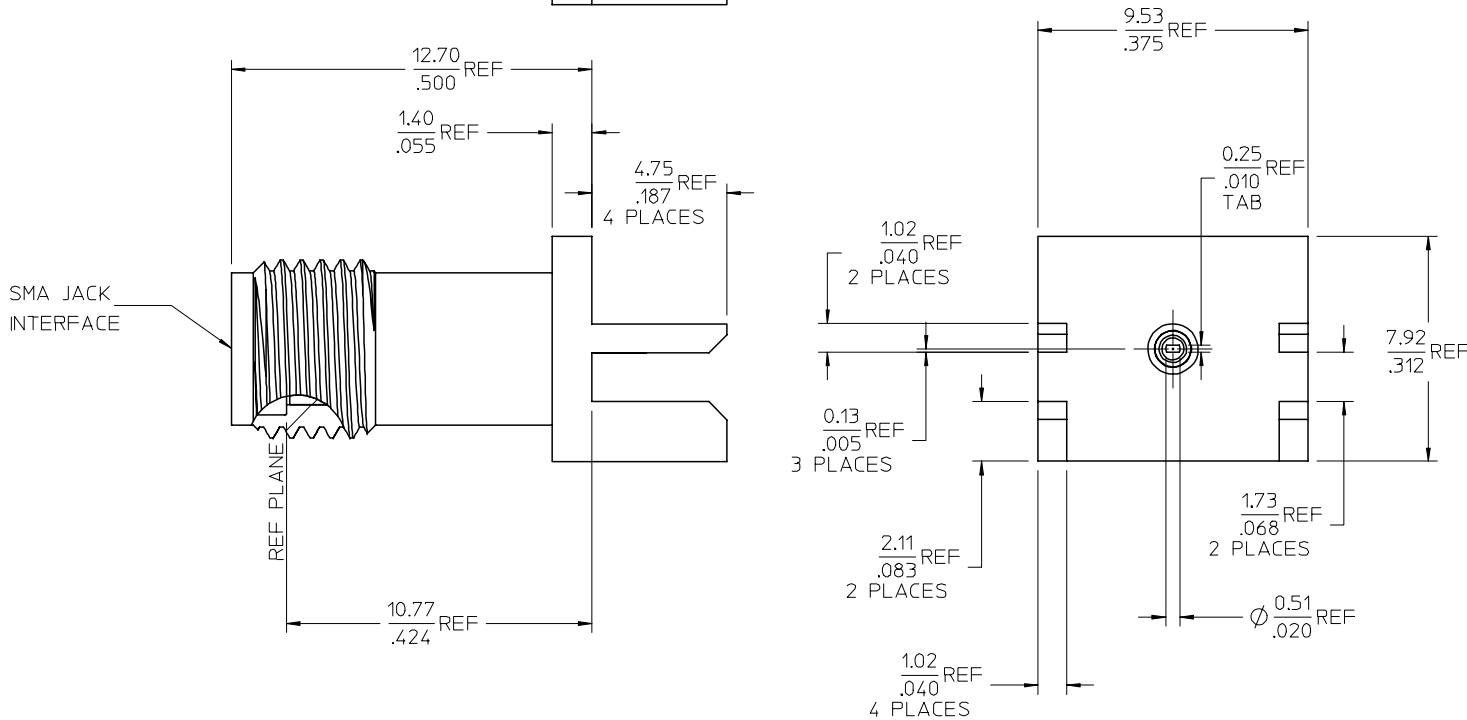 12.70
.500
REF
1.40
.055
REF
4.75
.187
REF
4 PLACES
SMA JACK
INTERFACE
REF PLANE
10.77
.424
REF
9.53
.375
REF
0.25
.010
REF
TAB
1.02
.040
REF
2 PLACES
7.92
.312
REF
0.13
.005
REF
3 PLACES
1.73
.068
REF
2 PLACES
2.11
.083
REF
2 PLACES
Ø 0.51
.020
REF
1.02
.040
REF
4 PLACES